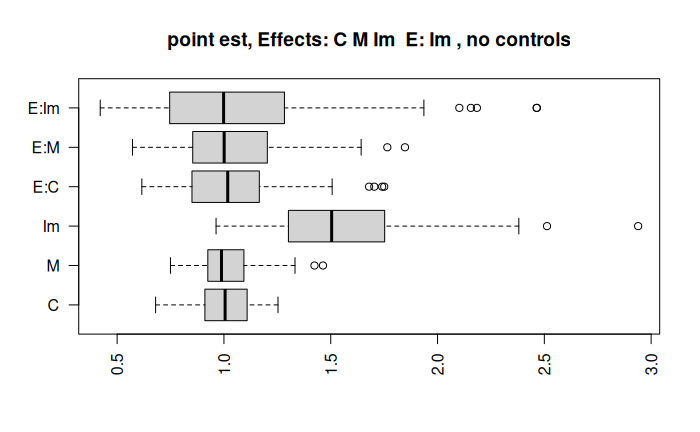 point est, Effects: C M Im  E: Im , no controls
E:Im
E:M
E:C
Im
M
C
0.5
1.0
1.5
2.0
2.5
3.0